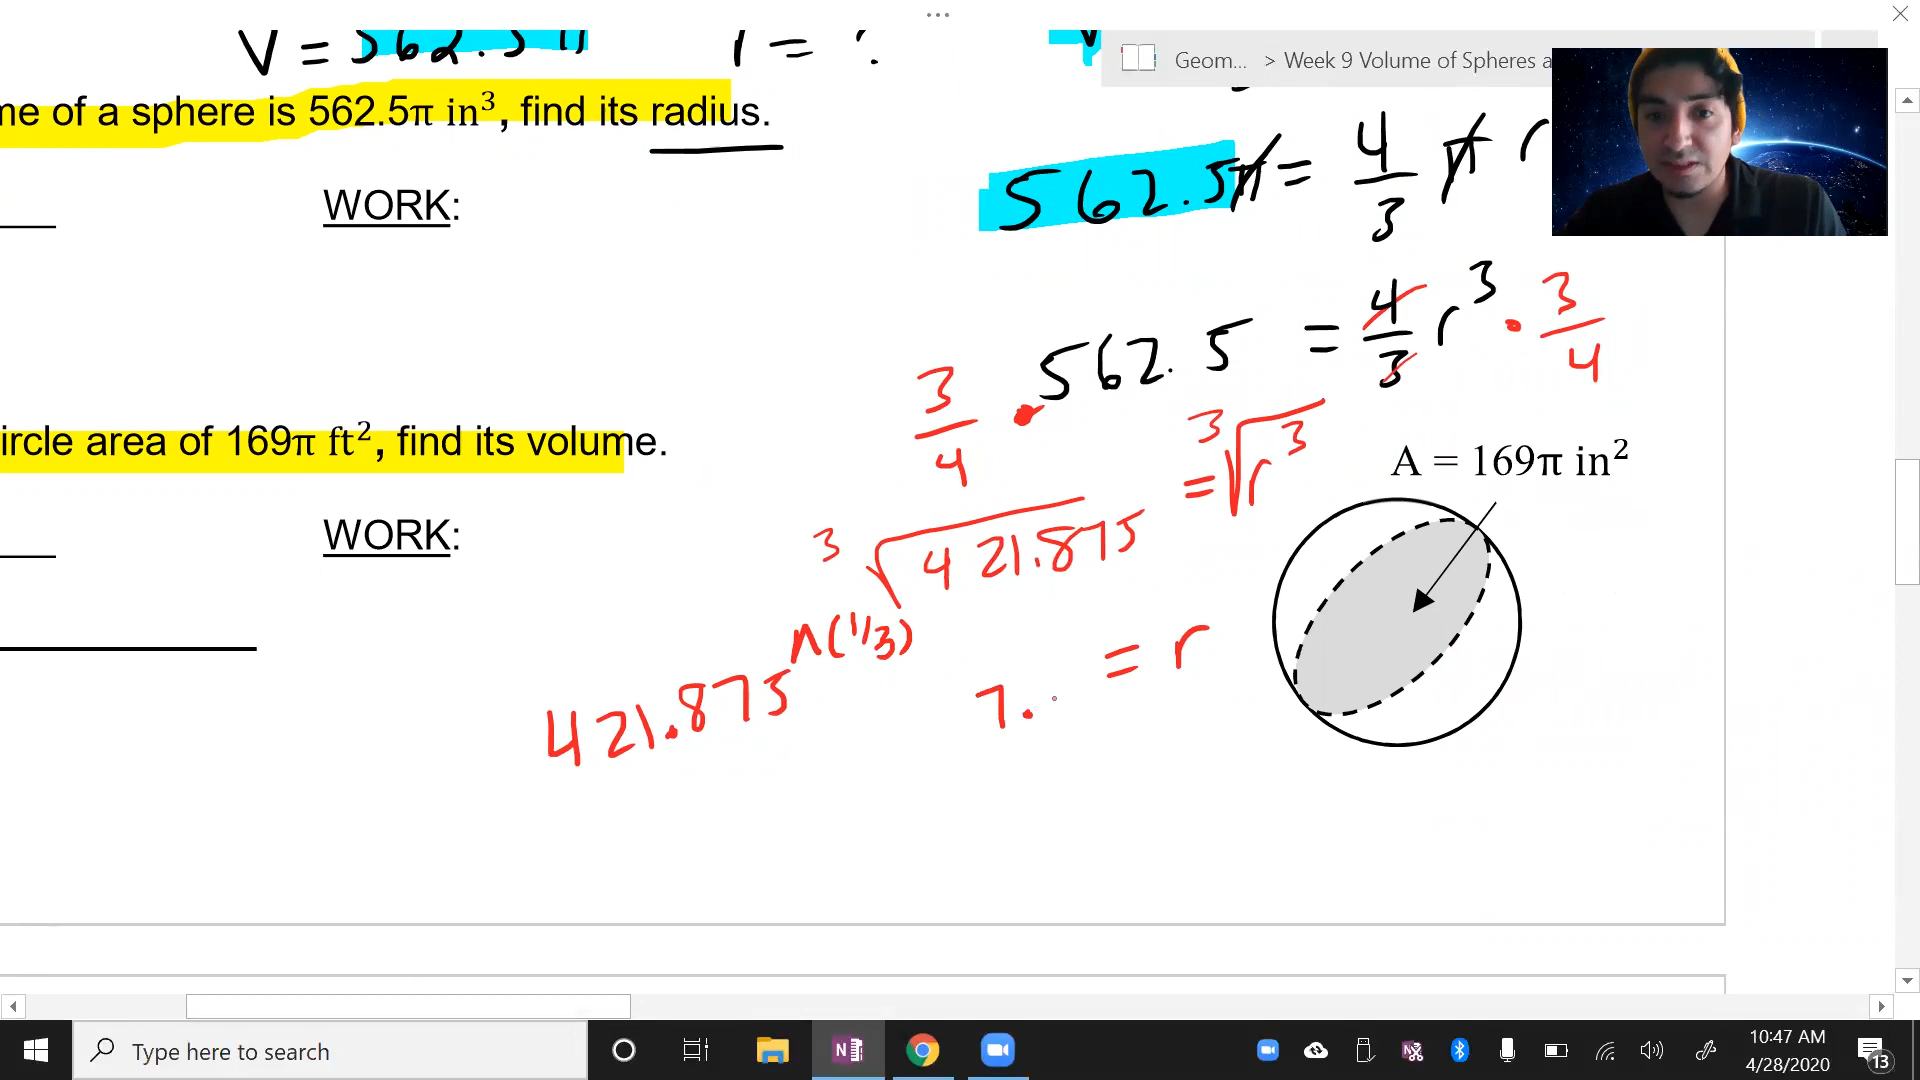 V = 562.5π r = ?
Geom... > Week 9 Volume of Spheres a
me of a sphere is 562.5π in³, find its radius.
562.5π = 4/3 π r
WORK:
3/4 · 562.5 = 4/3 r³ · 3/4
ircle area of 169π ft², find its volume.
A = 169π in²
³√421.875 = ³√r³
WORK:
421.875^(1/3)
7. = r
Type here to search
10:47 AM
4/28/2020
13